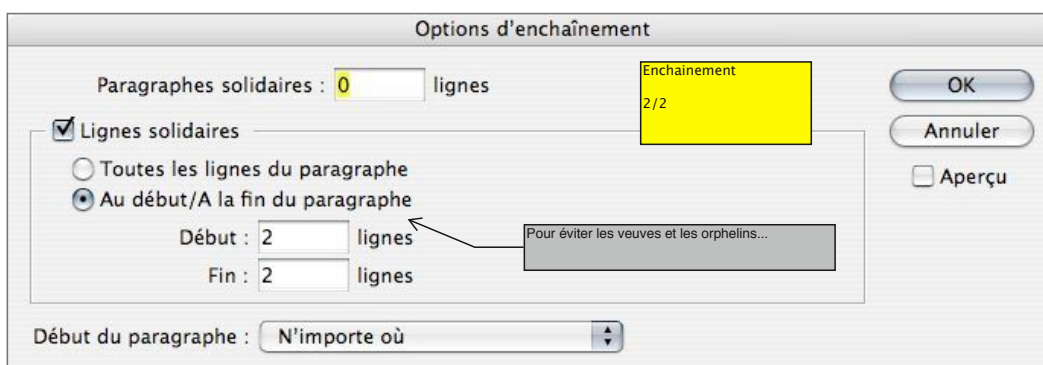 Options d'enchaînement
Paragraphes solidaires : 0 lignes
Enchainement
2/2
OK
Lignes solidaires
Annuler
Toutes les lignes du paragraphe
Aperçu
Au début/A la fin du paragraphe
Début : 2 lignes
Pour éviter les veuves et les orphelins...
Fin : 2 lignes
Début du paragraphe : N'importe où